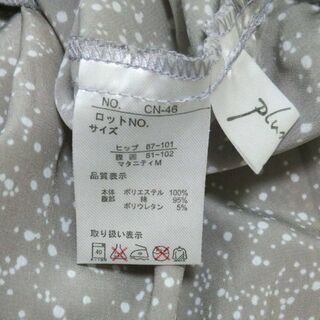 NO. CN-46
ロットNO.
サイズ
ヒップ 87-101
腹囲 81-102
マタニティM
品質表示
本体 ポリエステル 100%
腹部 綿 95%
ポリウレタン 5%
取り扱い表示
40